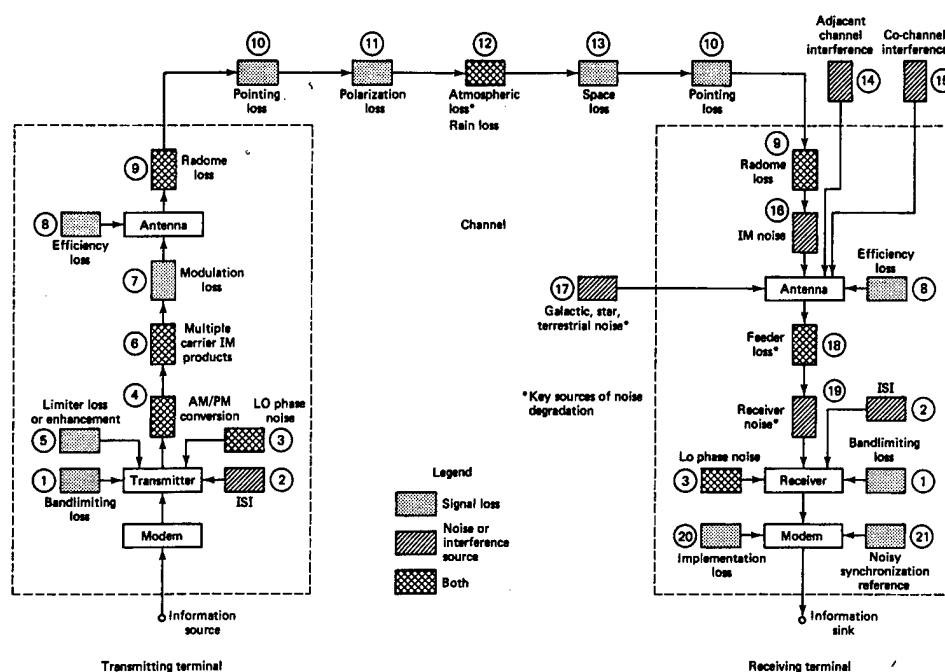 Adjacent
channel
interference
Co-channel
interference
10
11
12
13
10
14
15
Pointing
loss
Polarization
loss
Atmospheric
loss*
Rain loss
Space
loss
Pointing
loss
9
Radome
loss
8
Efficiency
loss
Antenna
7
Modulation
loss
6
Multiple
carrier IM
products
4
AM/PM
conversion
Limiter loss
or enhancement
5
LO phase
noise
3
1
Bandlimiting
loss
Transmitter
ISI
2
Modem
Information
source
Transmitting terminal
Channel
17
Galactic, star,
terrestrial noise*
*Key sources of noise
degradation
Legend
Signal loss
Noise or
interference
source
Both
9
Radome
loss
16
IM noise
Antenna
Efficiency
loss
8
Feeder
loss*
18
19
Receiver
noise*
ISI
2
Lo phase noise
3
Receiver
Bandlimiting
loss
1
20
Implementation
loss
Modem
21
Noisy
synchronization
reference
Information
sink
Receiving terminal